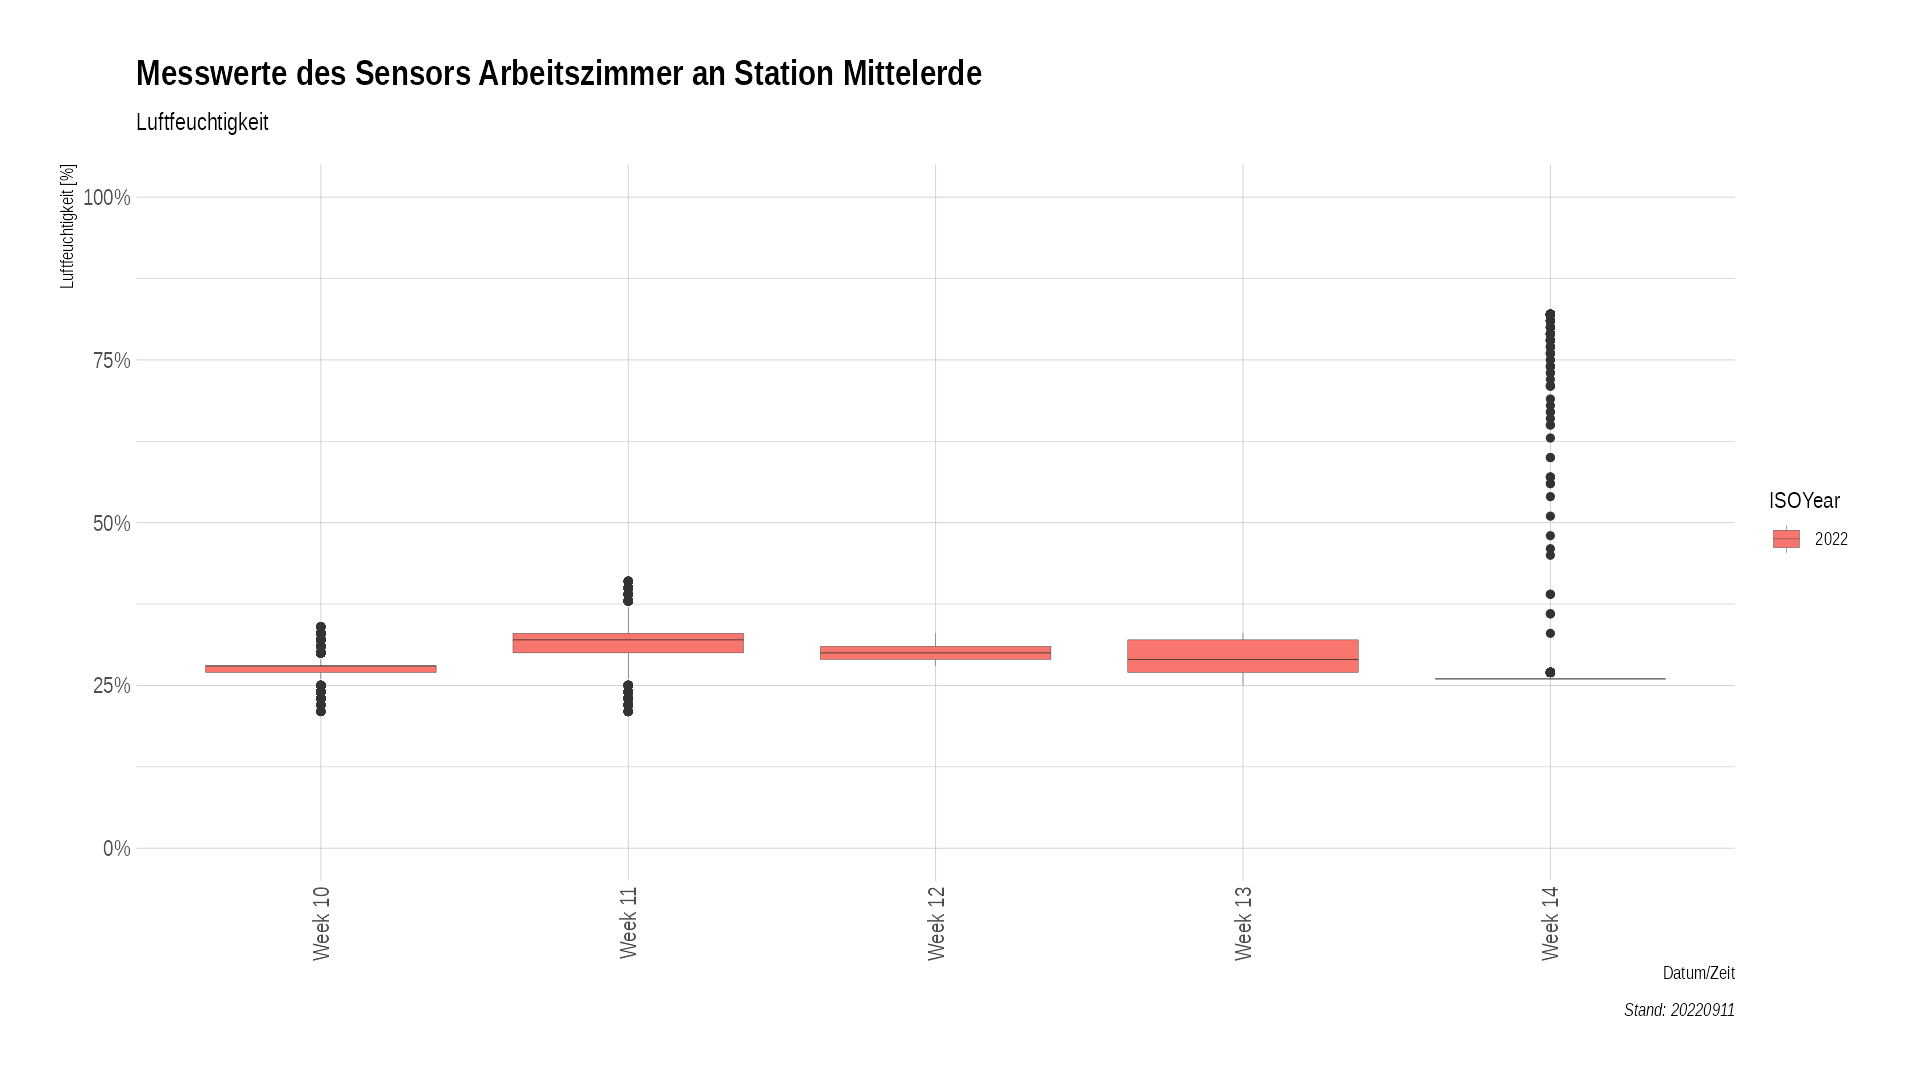 Messwerte des Sensors Arbeitszimmer an Station Mittelerde
Luftfeuchtigkeit
Luftfeuchtigkeit [%]
100%
75%
50%
25%
0%
Week 10
Week 11
Week 12
Week 13
Week 14
Datum/Zeit
ISOYear
2022
Stand: 20220911